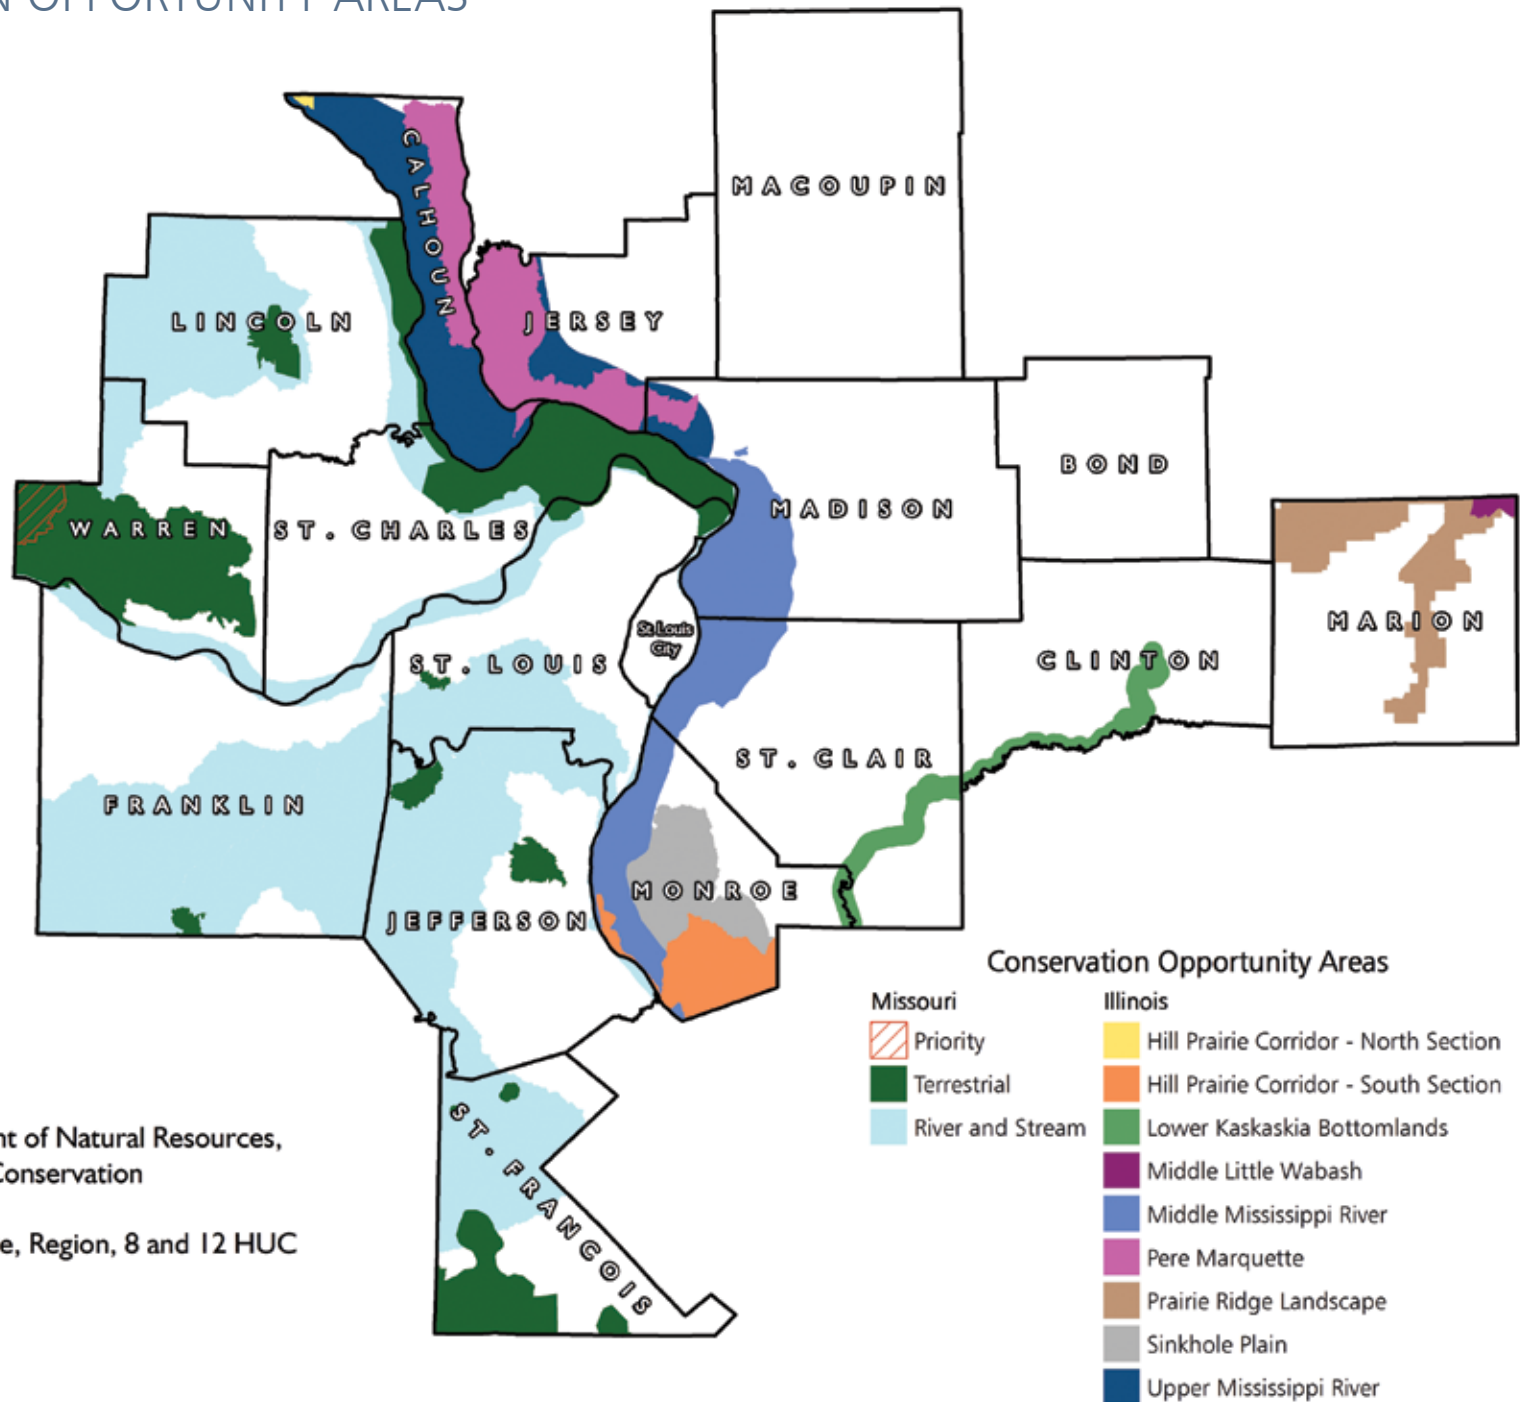 OPPORTUNITY AREAS
MACOUPIN
CALHOUN
LINCOLN
JERSEY
BOND
MADISON
WARREN
ST. CHARLES
MARION
St Louis
City
ST. LOUIS
CLINTON
ST. CLAIR
FRANKLIN
MONROE
JEFFERSON
ST. FRANCOIS
Conservation Opportunity Areas
Missouri
Priority
Terrestrial
River and Stream
Illinois
Hill Prairie Corridor - North Section
Hill Prairie Corridor - South Section
Lower Kaskaskia Bottomlands
Middle Little Wabash
Middle Mississippi River
Pere Marquette
Prairie Ridge Landscape
Sinkhole Plain
Upper Mississippi River
nt of Natural Resources,
Conservation
e, Region, 8 and 12 HUC